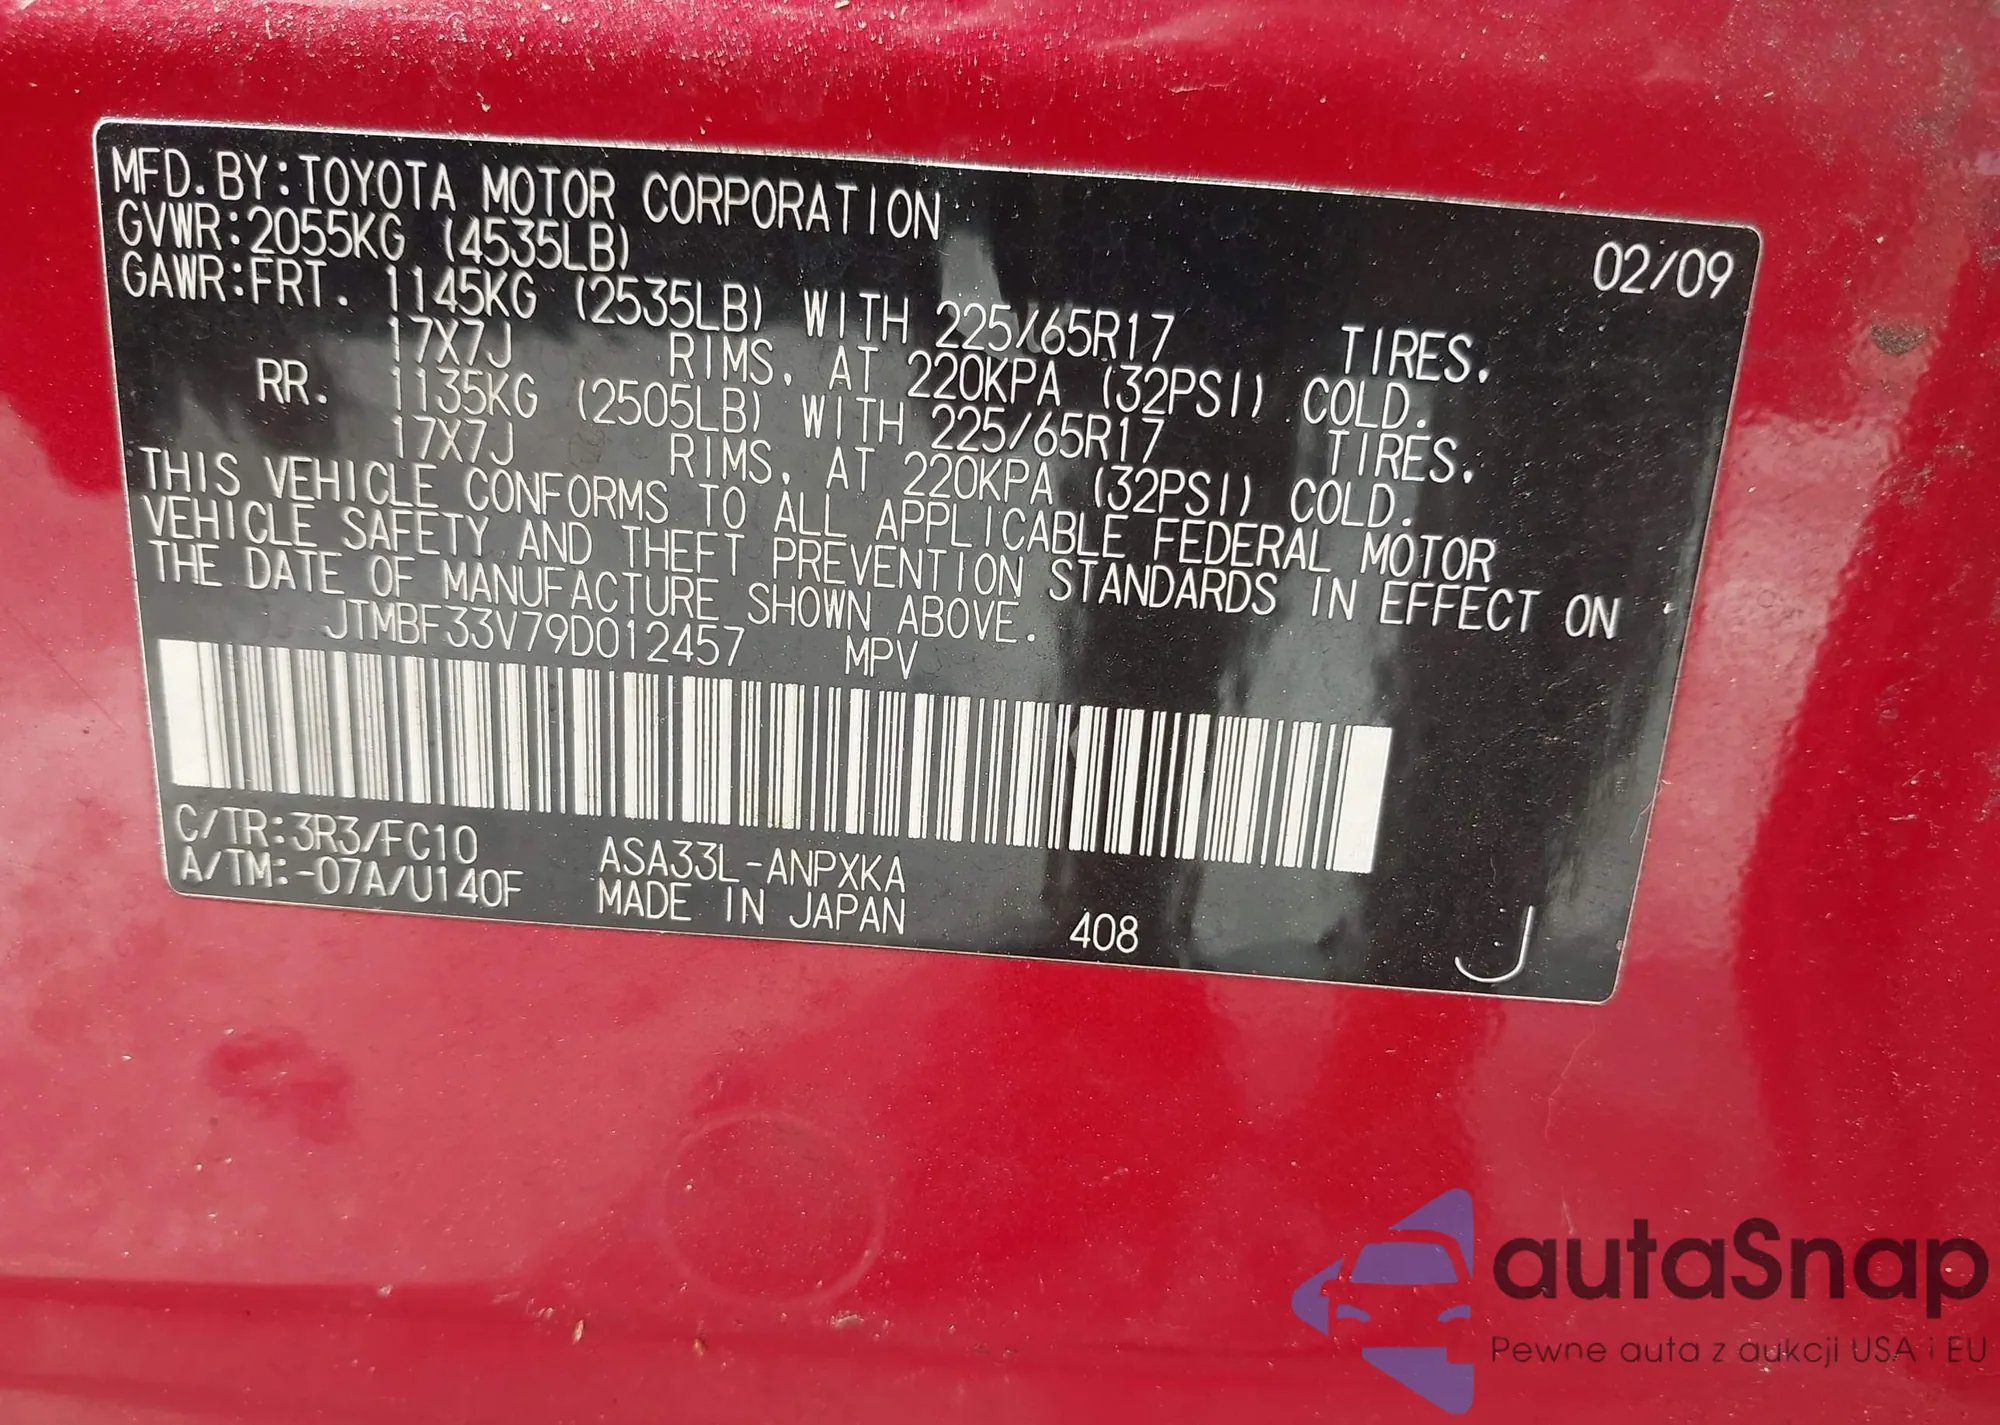 MFD. BY: TOYOTA MOTOR CORPORATION 02/09
GVWR: 2055KG (4535LB)
GAWR: FRT. 1145KG (2535LB) WITH 225/65R17 TIRES.
17X7J RIMS. AT 220KPA (32PSI) COLD.
RR. 1135KG (2505LB) WITH 225/65R17 TIRES.
17X7J RIMS. AT 220KPA (32PSI) COLD.
THIS VEHICLE CONFORMS TO ALL APPLICABLE FEDERAL MOTOR
VEHICLE SAFETY AND THEFT PREVENTION STANDARDS IN EFFECT ON
THE DATE OF MANUFACTURE SHOWN ABOVE.
JTMBF33V79D012457 MPV
C/TR: 3R3/FC10 ASA33L-ANPXKA
A/TM: -07A/U140F MADE IN JAPAN 408 J
autaSnap
Pewne auta z aukcji USA i EU